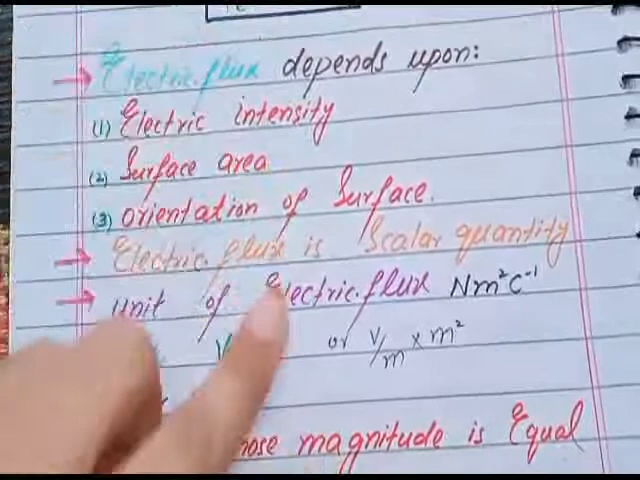 Electric flux depends upon:
(1) Electric intensity
(2) Surface area
(3) orientation of Surface.
Electric flux is Scalar quantity
unit of Electric flux Nm²C⁻¹
or V/m × m²
magnitude is Equal